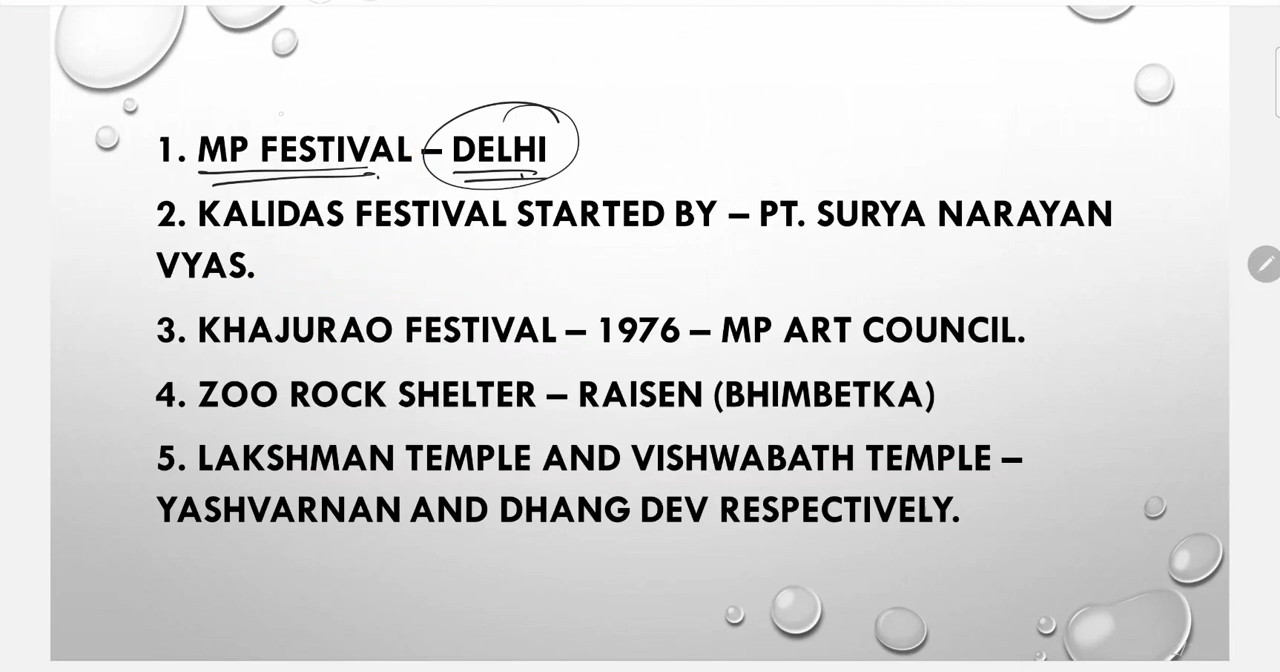 1. MP FESTIVAL – DELHI
2. KALIDAS FESTIVAL STARTED BY – PT. SURYA NARAYAN
VYAS.
3. KHAJURAO FESTIVAL – 1976 – MP ART COUNCIL.
4. ZOO ROCK SHELTER – RAISEN (BHIMBETKA)
5. LAKSHMAN TEMPLE AND VISHWABATH TEMPLE –
YASHVARNAN AND DHANG DEV RESPECTIVELY.